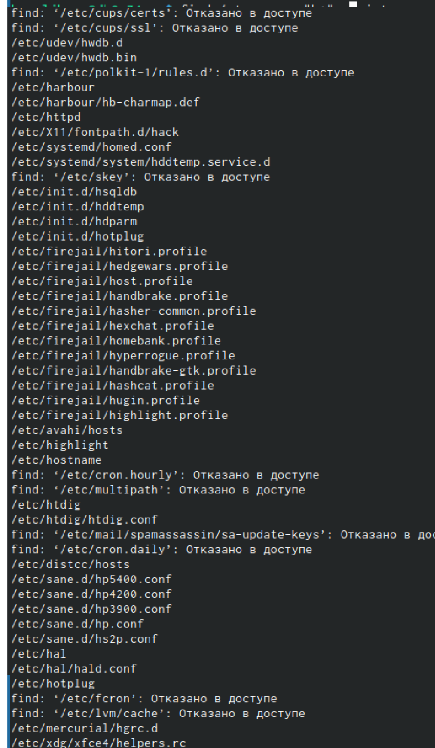 find: '/etc/cups/certs': Отказано в доступе
find: '/etc/cups/ssl': Отказано в доступе
/etc/udev/hwdb.d
/etc/udev/hwdb.bin
find: '/etc/polkit-1/rules.d': Отказано в доступе
/etc/harbour
/etc/harbour/hb-charmap.def
/etc/httpd
/etc/X11/fontpath.d/hack
/etc/systemd/homed.conf
/etc/systemd/system/hddtemp.service.d
find: '/etc/skey': Отказано в доступе
/etc/init.d/hsqldb
/etc/init.d/hddtemp
/etc/init.d/hdparm
/etc/init.d/hotplug
/etc/firejail/hitori.profile
/etc/firejail/hedgewars.profile
/etc/firejail/host.profile
/etc/firejail/handbrake.profile
/etc/firejail/hasher-common.profile
/etc/firejail/hexchat.profile
/etc/firejail/homebank.profile
/etc/firejail/hyperrogue.profile
/etc/firejail/handbrake-gtk.profile
/etc/firejail/hashcat.profile
/etc/firejail/hugin.profile
/etc/firejail/highlight.profile
/etc/avahi/hosts
/etc/highlight
/etc/hostname
find: '/etc/cron.hourly': Отказано в доступе
find: '/etc/multipath': Отказано в доступе
/etc/htdig
/etc/htdig/htdig.conf
find: '/etc/mail/spamassassin/sa-update-keys': Отказано в дос
find: '/etc/cron.daily': Отказано в доступе
/etc/distcc/hosts
/etc/sane.d/hp5400.conf
/etc/sane.d/hp4200.conf
/etc/sane.d/hp3900.conf
/etc/sane.d/hp.conf
/etc/sane.d/hs2p.conf
/etc/hal
/etc/hal/hald.conf
/etc/hotplug
find: '/etc/fcron': Отказано в доступе
find: '/etc/lvm/cache': Отказано в доступе
/etc/mercurial/hgrc.d
/etc/xdg/xfce4/helpers.rc